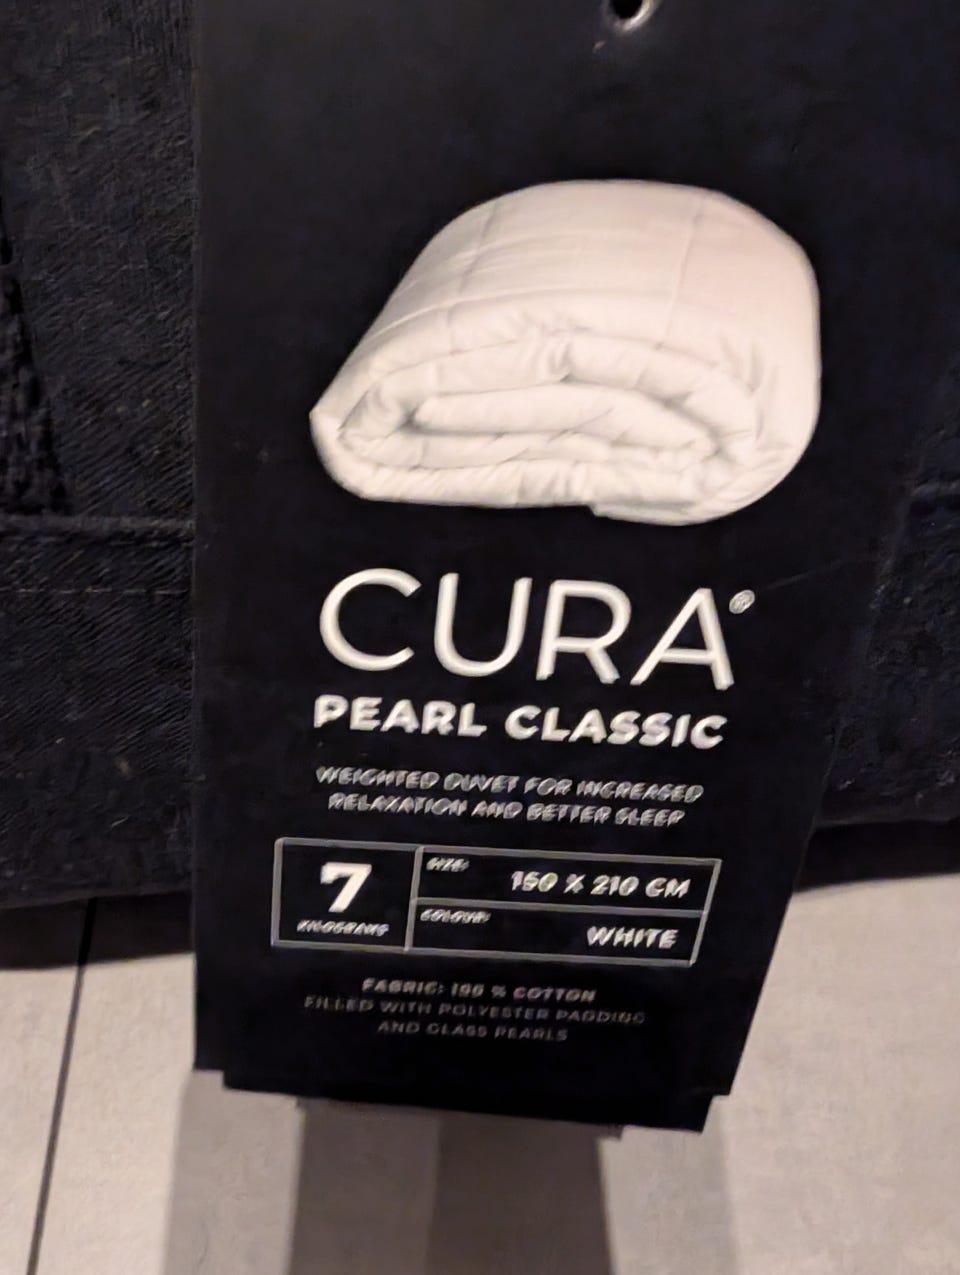 CURA®
PEARL CLASSIC
WEIGHTED DUVET FOR INCREASED
RELAXATION AND BETTER SLEEP
7
KILOGRAMS
SIZE:
150 X 210 CM
COLOUR:
WHITE
FABRIC: 100 % COTTON
FILLED WITH POLYESTER PADDING
AND GLASS PEARLS